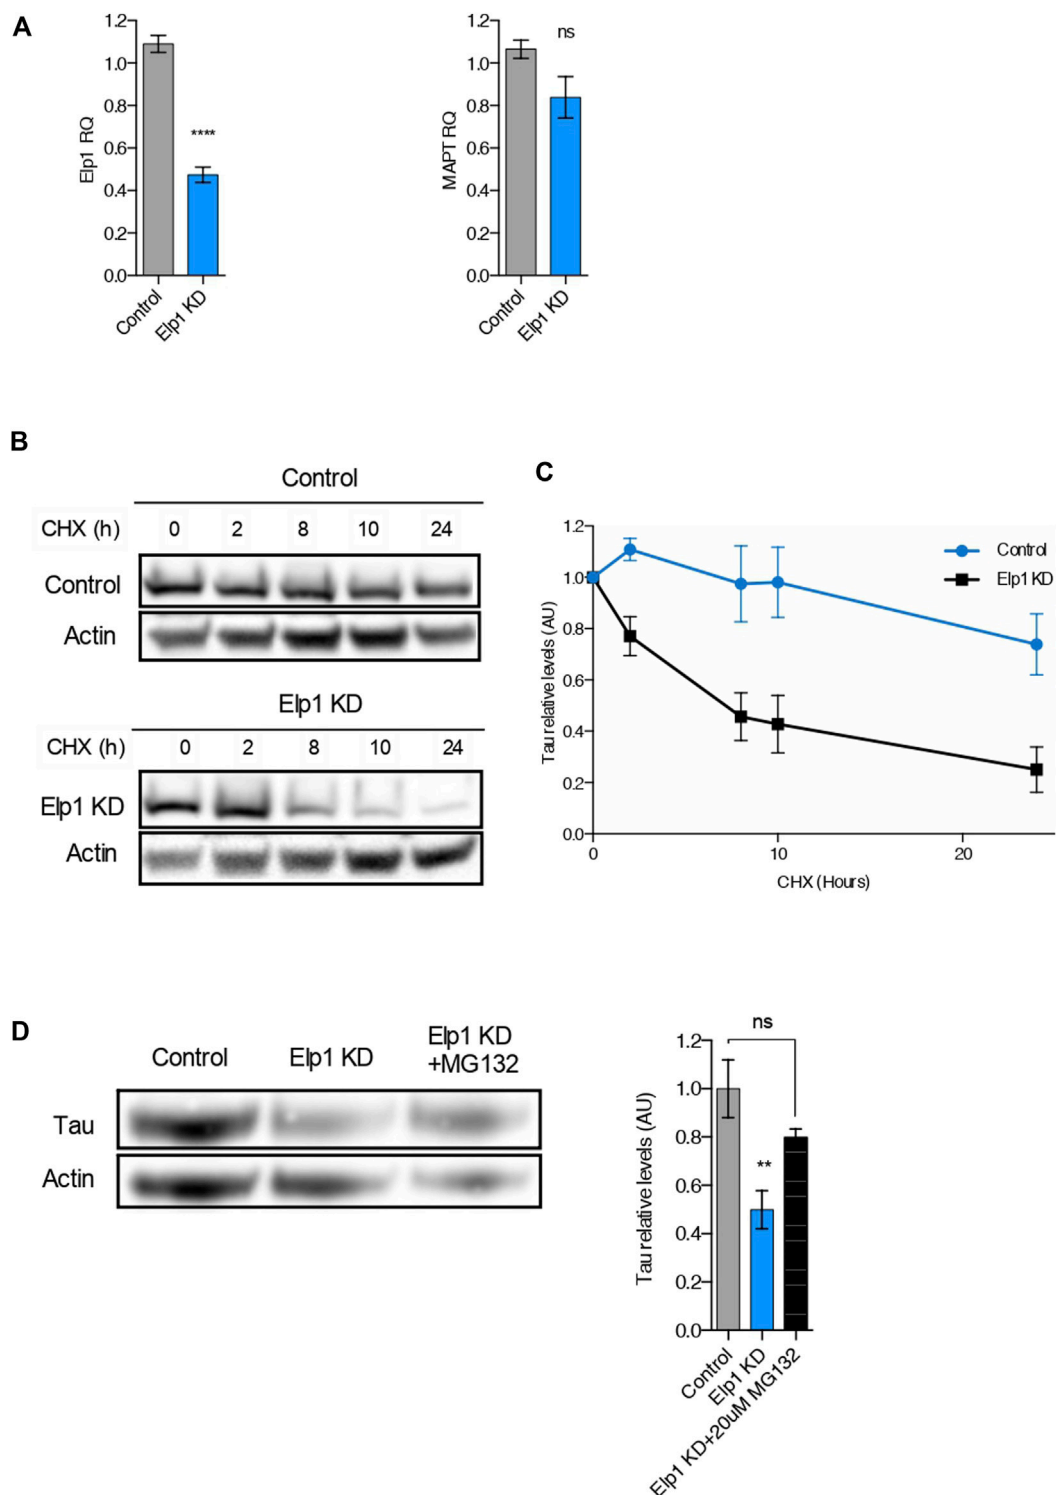 A
1.2
1.0
0.8
0.6
0.4
0.2
0.0
Elp1 RQ
****
Control
Elp1 KD
1.2
1.0
0.8
0.6
0.4
0.2
0.0
MAPT RQ
ns
Control
Elp1 KD
B
Control
CHX (h) 0 2 8 10 24
Control
Actin
Elp1 KD
CHX (h) 0 2 8 10 24
Elp1 KD
Actin
C
1.2
1.0
0.8
0.6
0.4
0.2
0.0
Tau relative levels (AU)
Control
Elp1 KD
0 10 20
CHX (Hours)
D
Control Elp1 KD Elp1 KD
+MG132
Tau
Actin
ns
1.2
1.0
0.8
0.6
0.4
0.2
0.0
Tau relative levels (AU)
**
Control
Elp1 KD
Elp1 KD+20uM MG132